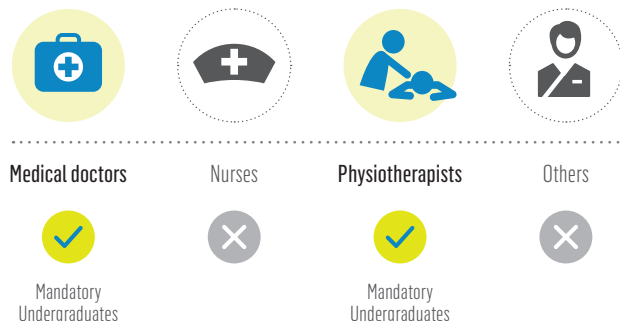 Medical doctors
Nurses
Physiotherapists
Others
Mandatory
Undergraduates
Mandatory
Undergraduates